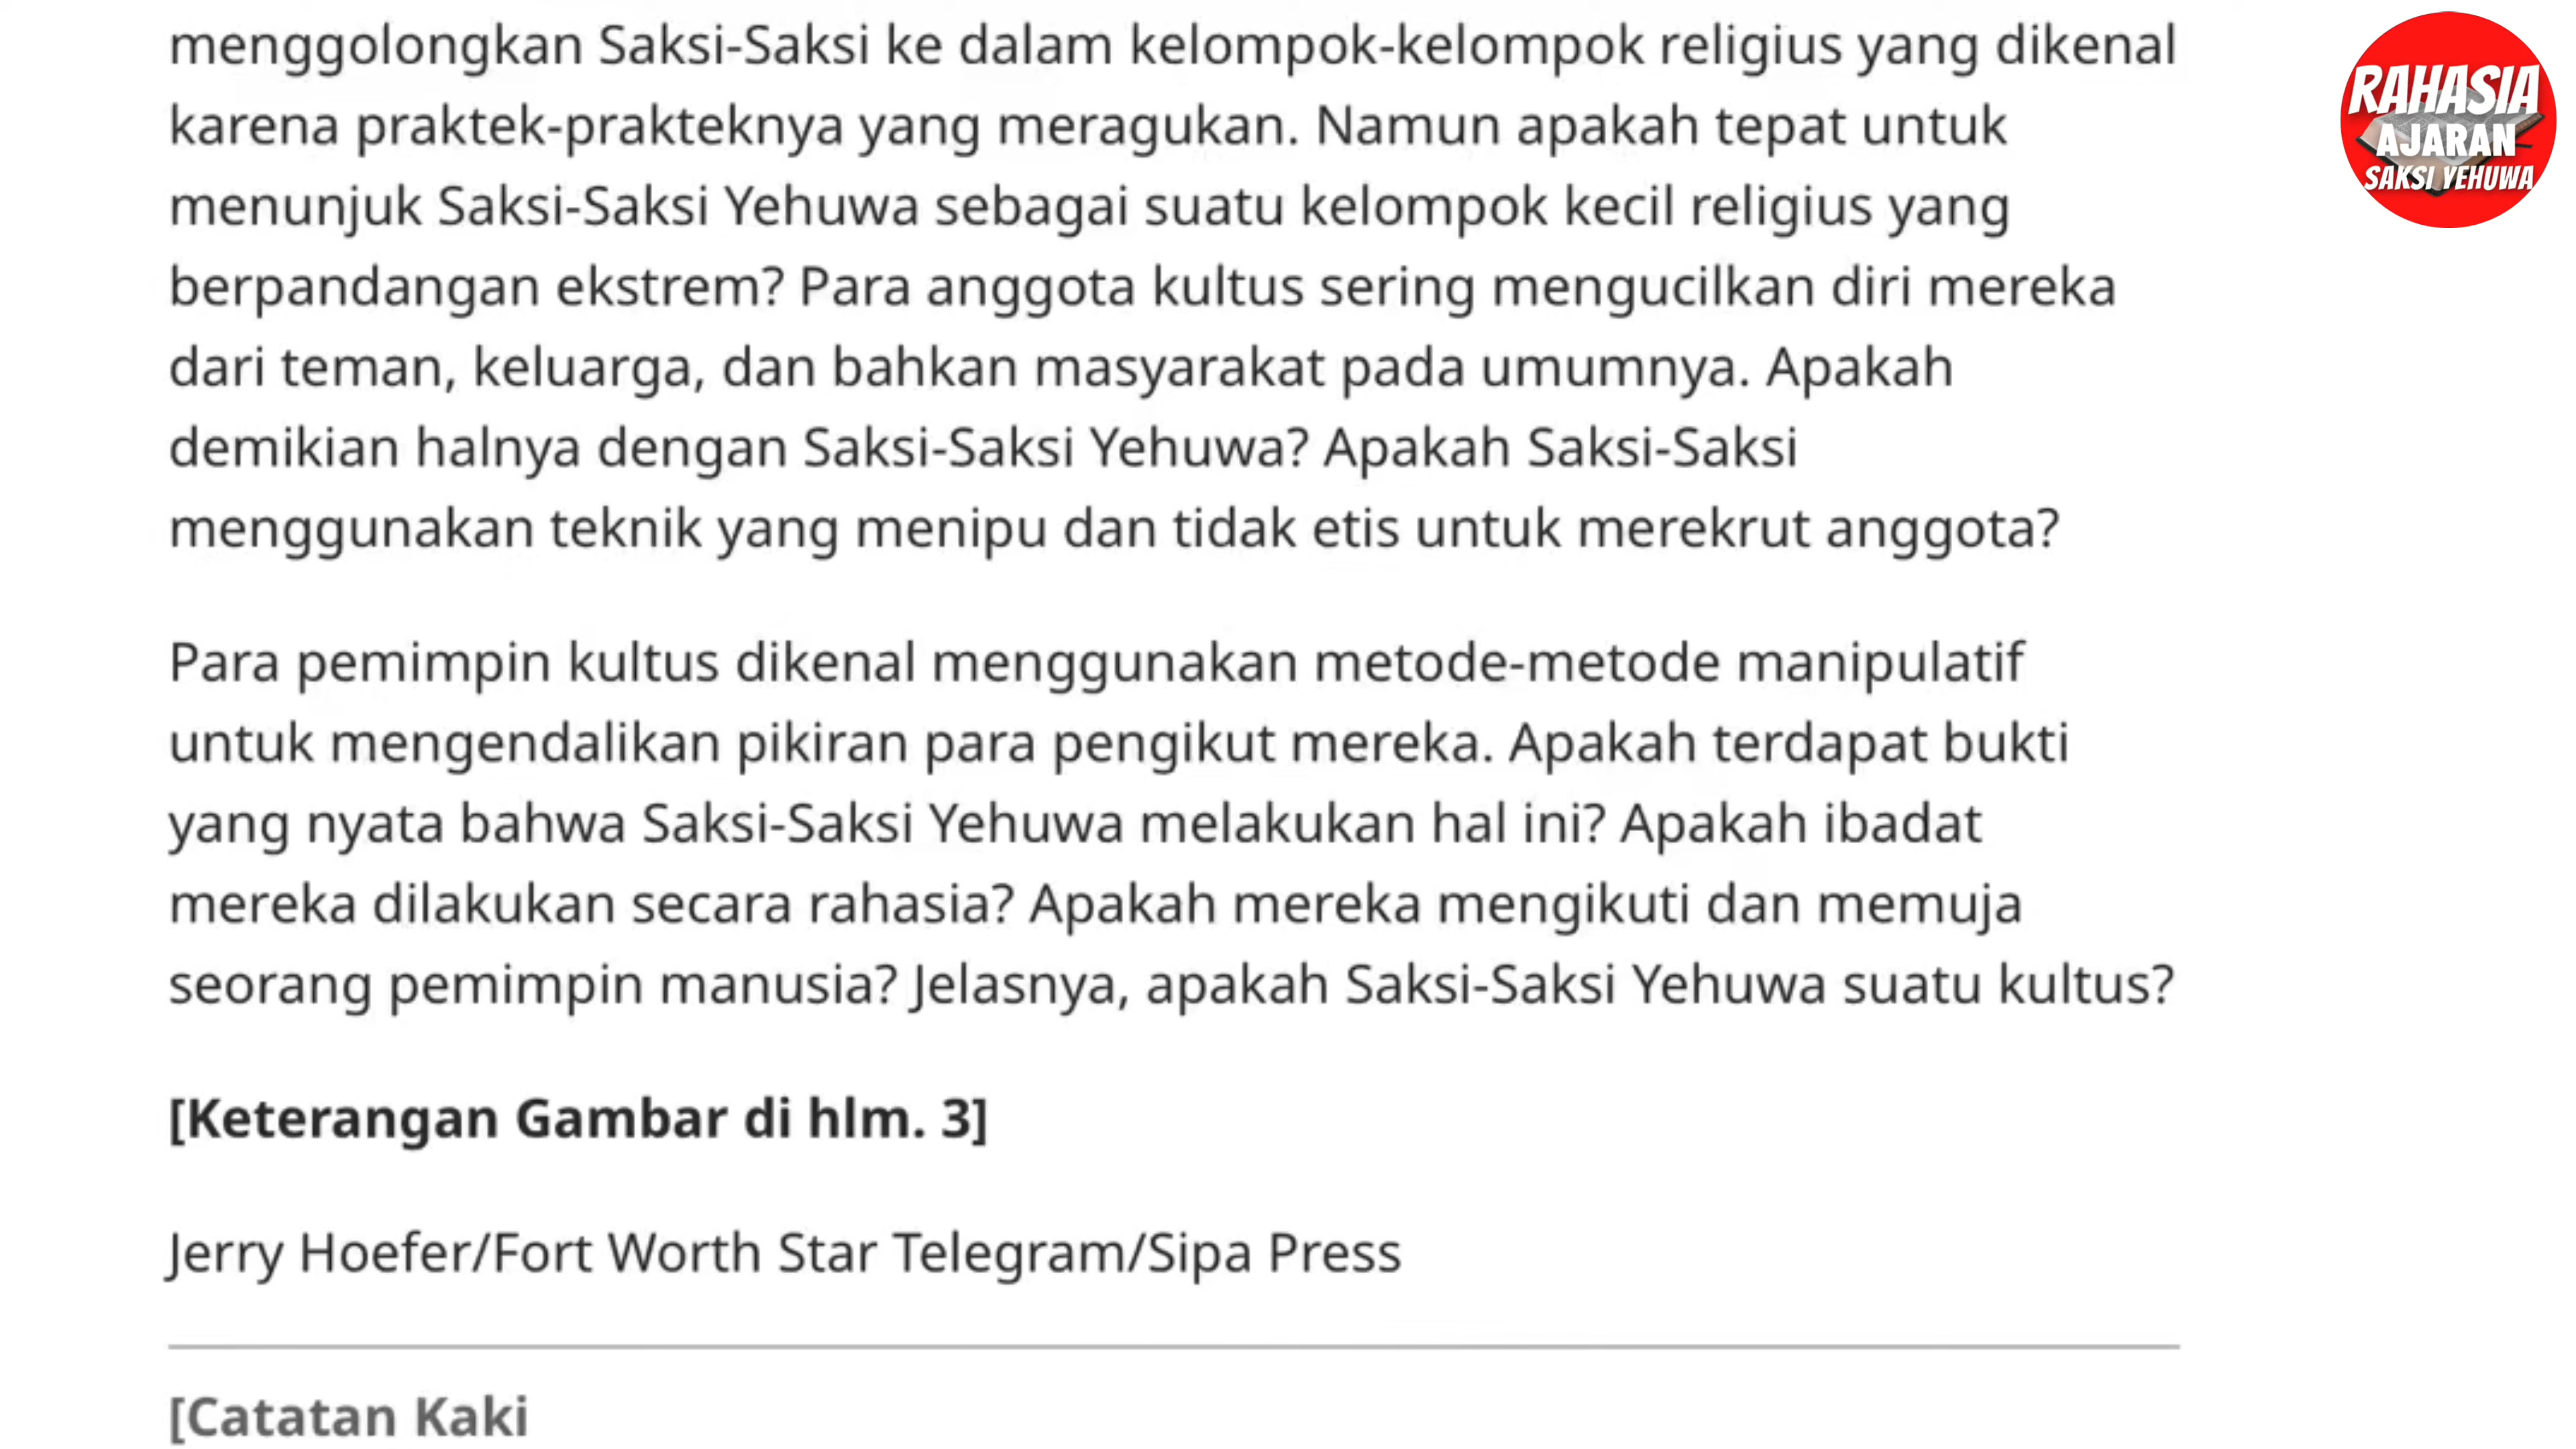 menggolongkan Saksi-Saksi ke dalam kelompok-kelompok religius yang dikenal
karena praktek-prakteknya yang meragukan. Namun apakah tepat untuk
menunjuk Saksi-Saksi Yehuwa sebagai suatu kelompok kecil religius yang
berpandangan ekstrem? Para anggota kultus sering mengucilkan diri mereka
dari teman, keluarga, dan bahkan masyarakat pada umumnya. Apakah
demikian halnya dengan Saksi-Saksi Yehuwa? Apakah Saksi-Saksi
menggunakan teknik yang menipu dan tidak etis untuk merekrut anggota?
Para pemimpin kultus dikenal menggunakan metode-metode manipulatif
untuk mengendalikan pikiran para pengikut mereka. Apakah terdapat bukti
yang nyata bahwa Saksi-Saksi Yehuwa melakukan hal ini? Apakah ibadat
mereka dilakukan secara rahasia? Apakah mereka mengikuti dan memuja
seorang pemimpin manusia? Jelasnya, apakah Saksi-Saksi Yehuwa suatu kultus?
[Keterangan Gambar di hlm. 3]
Jerry Hoefer/Fort Worth Star Telegram/Sipa Press
[Catatan Kaki
RAHASIA
AJARAN
SAKSI YEHUWA